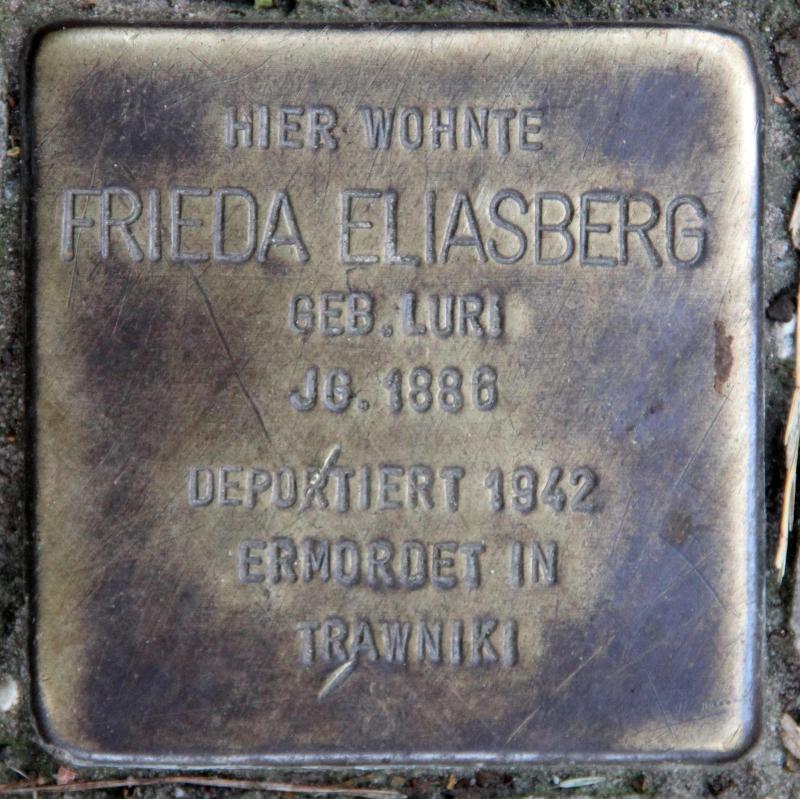 HIER WOHNTE
FRIEDA ELIASBERG
GEB. LURI
JG. 1886
DEPORTIERT 1942
ERMORDET IN
TRAWNIKI